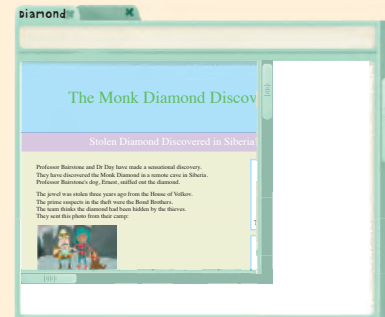 Diamond
The Monk Diamond Discov
Stolen Diamond Discovered in Siberia
Professor Bairstone and Dr Day have made a sensational discovery.
They have discovered the Monk Diamond in a remote cave in Siberia.
Professor Bairstone's dog, Ernest, sniffed out the diamond.
The jewel was stolen three years ago from the House of Volkov.
The prime suspects in the theft were the Bond Brothers.
The team thinks the diamond had been hidden by the thieves.
They sent this photo from their camp:
T